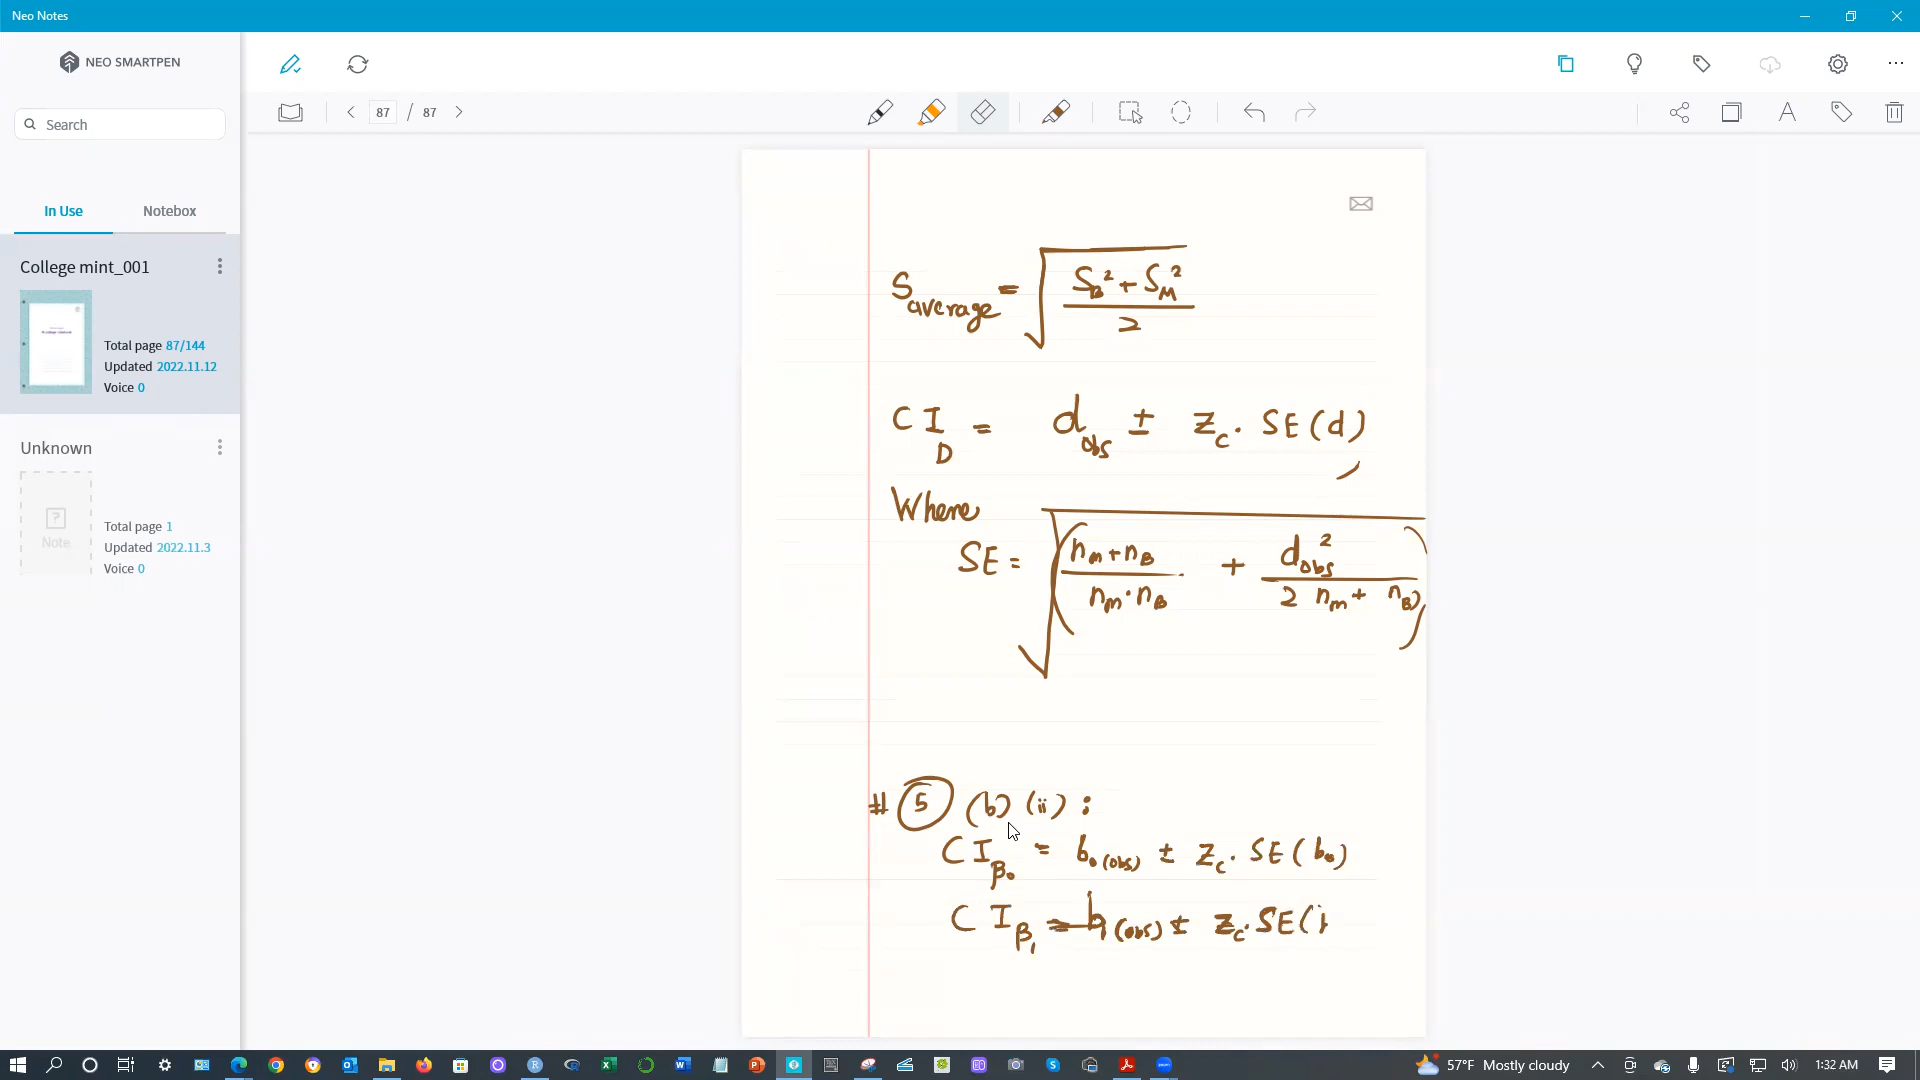 Neo Notes
NEO SMARTPEN
87 / 87
Search
In Use Notebox
College mint_001
Total page 87/144
Updated 2022.11.12
Voice 0
Unknown
? Note
Total page 1
Updated 2022.11.3
Voice 0
S average = √((S_B² + S_M²) / 2)
CI_D = d_obs ± Z_c · SE(d),
Where
SE = √((n_m + n_B)/(n_m · n_B) + d_obs²/(2 n_m + n_B))
# 5 (b) (ii) :
CI_β₀ = b₀(obs) ± Z_c · SE(b₀)
CI_β₁ = b₁(obs) ± Z_c · SE(
57°F Mostly cloudy 1:32 AM